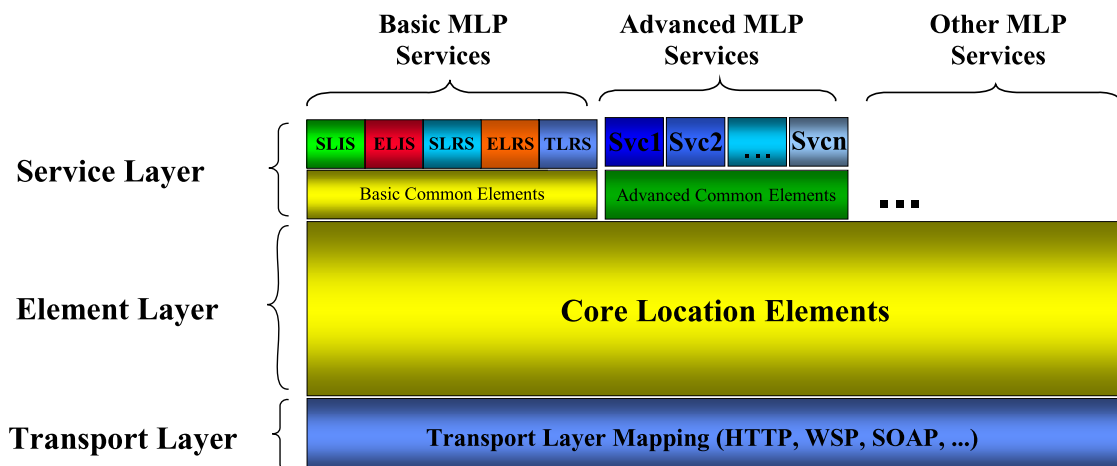 Basic MLP
Services
Advanced MLP
Services
Other MLP
Services
Service Layer
SLIS ELIS SLRS ELRS TLRS Svc1 Svc2 ... Svcn
Basic Common Elements Advanced Common Elements ...
Element Layer
Core Location Elements
Transport Layer
Transport Layer Mapping (HTTP, WSP, SOAP, ...)